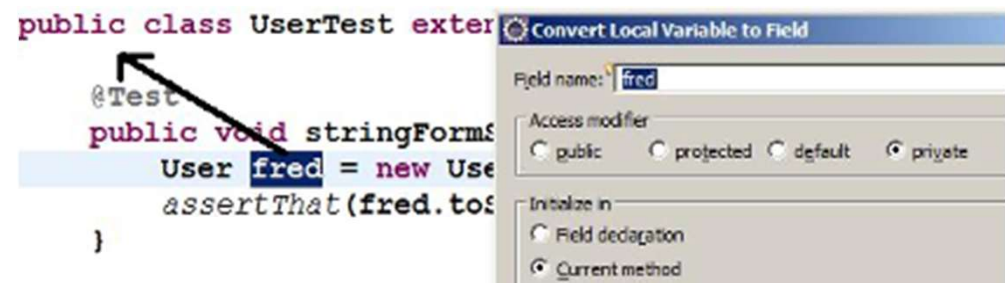 public class UserTest exter
@Test
public void stringFormS
User fred = new Use
assertThat(fred.toS
}
Convert Local Variable to Field
Field name: fred
Access modifier
public protected default private
Initialize in
Field declaration
Current method